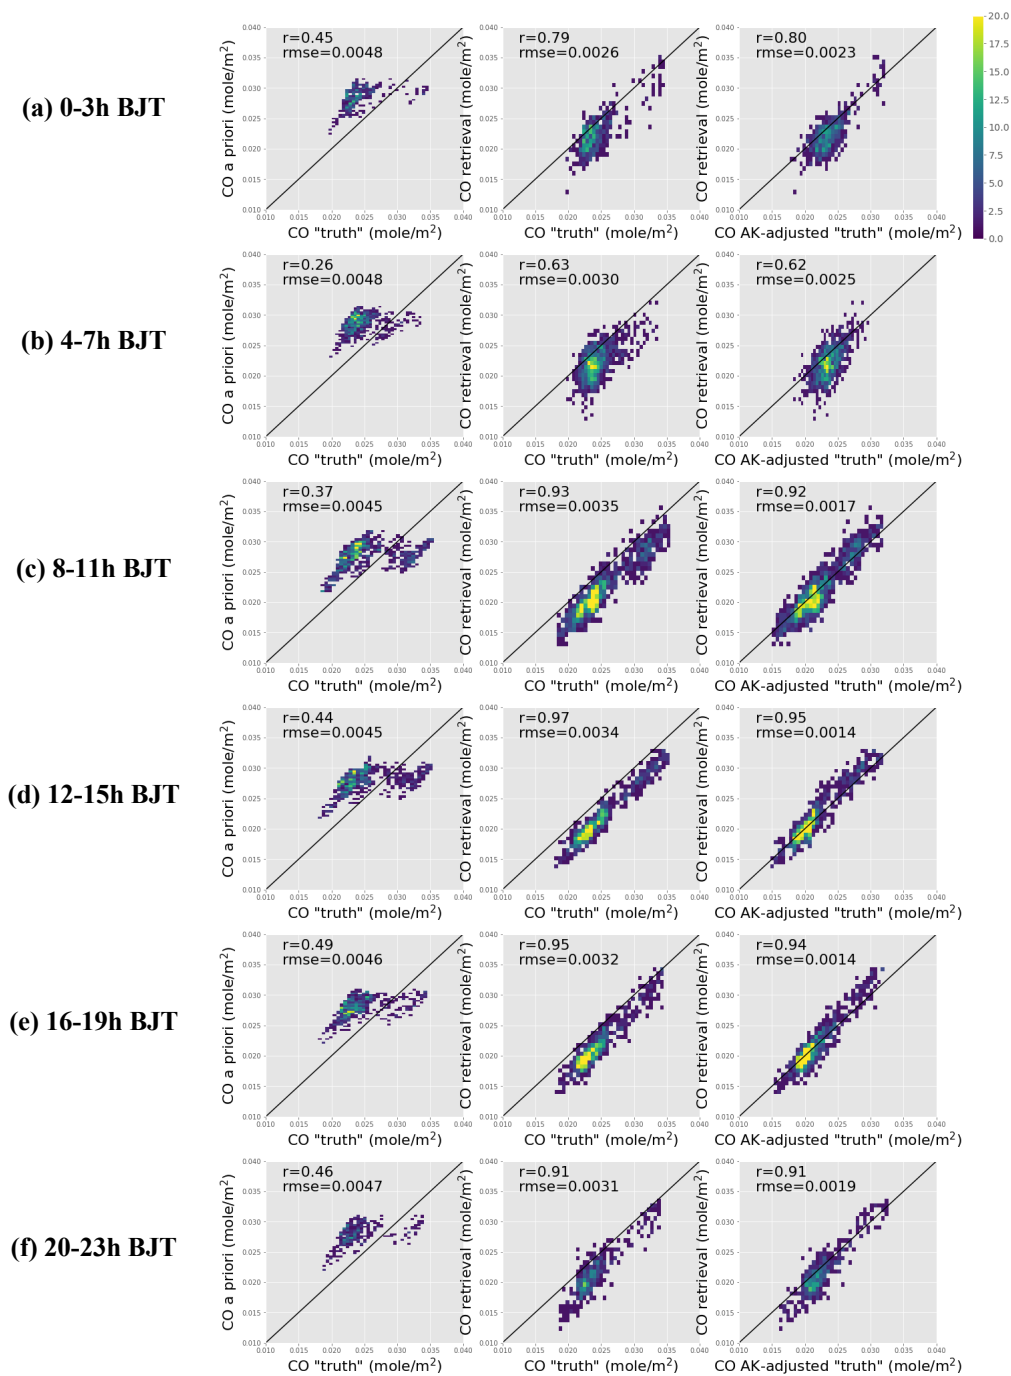 (a) 0-3h BJT
r=0.45
rmse=0.0048
CO a priori (mole/m²)
CO "truth" (mole/m²)
r=0.79
rmse=0.0026
CO retrieval (mole/m²)
CO "truth" (mole/m²)
r=0.80
rmse=0.0023
CO retrieval (mole/m²)
CO AK-adjusted "truth" (mole/m²)
20.0
17.5
15.0
12.5
10.0
7.5
5.0
2.5
0.0
(b) 4-7h BJT
r=0.26
rmse=0.0048
CO a priori (mole/m²)
CO "truth" (mole/m²)
r=0.63
rmse=0.0030
CO retrieval (mole/m²)
CO "truth" (mole/m²)
r=0.62
rmse=0.0025
CO retrieval (mole/m²)
CO AK-adjusted "truth" (mole/m²)
(c) 8-11h BJT
r=0.37
rmse=0.0045
CO a priori (mole/m²)
CO "truth" (mole/m²)
r=0.93
rmse=0.0035
CO retrieval (mole/m²)
CO "truth" (mole/m²)
r=0.92
rmse=0.0017
CO retrieval (mole/m²)
CO AK-adjusted "truth" (mole/m²)
(d) 12-15h BJT
r=0.44
rmse=0.0045
CO a priori (mole/m²)
CO "truth" (mole/m²)
r=0.97
rmse=0.0034
CO retrieval (mole/m²)
CO "truth" (mole/m²)
r=0.95
rmse=0.0014
CO retrieval (mole/m²)
CO AK-adjusted "truth" (mole/m²)
(e) 16-19h BJT
r=0.49
rmse=0.0046
CO a priori (mole/m²)
CO "truth" (mole/m²)
r=0.95
rmse=0.0032
CO retrieval (mole/m²)
CO "truth" (mole/m²)
r=0.94
rmse=0.0014
CO retrieval (mole/m²)
CO AK-adjusted "truth" (mole/m²)
(f) 20-23h BJT
r=0.46
rmse=0.0047
CO a priori (mole/m²)
CO "truth" (mole/m²)
r=0.91
rmse=0.0031
CO retrieval (mole/m²)
CO "truth" (mole/m²)
r=0.91
rmse=0.0019
CO retrieval (mole/m²)
CO AK-adjusted "truth" (mole/m²)